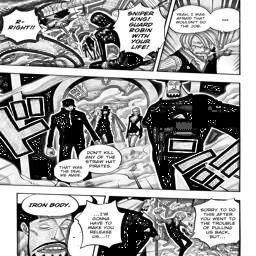 YEAH, I WAS
AFRAID THAT
WOULDN'T DO
THE JOB.
...
SNIPER
KING!
GUARD
ROBIN
WITH
YOUR
LIFE!
R-
RIGHT!!
DON'T KILL
ANY OF THE
STRAW HAT
PIRATES.
THAT WAS
THE DEAL
WE MADE.
SORRY TO DO
THIS AFTER
YOU WENT TO
THE TROUBLE
OF PULLING
US BACK,
BUT...
...I'M
GONNA
HAVE TO
MAKE YOU
RELEASE
US...!!
IRON BODY.